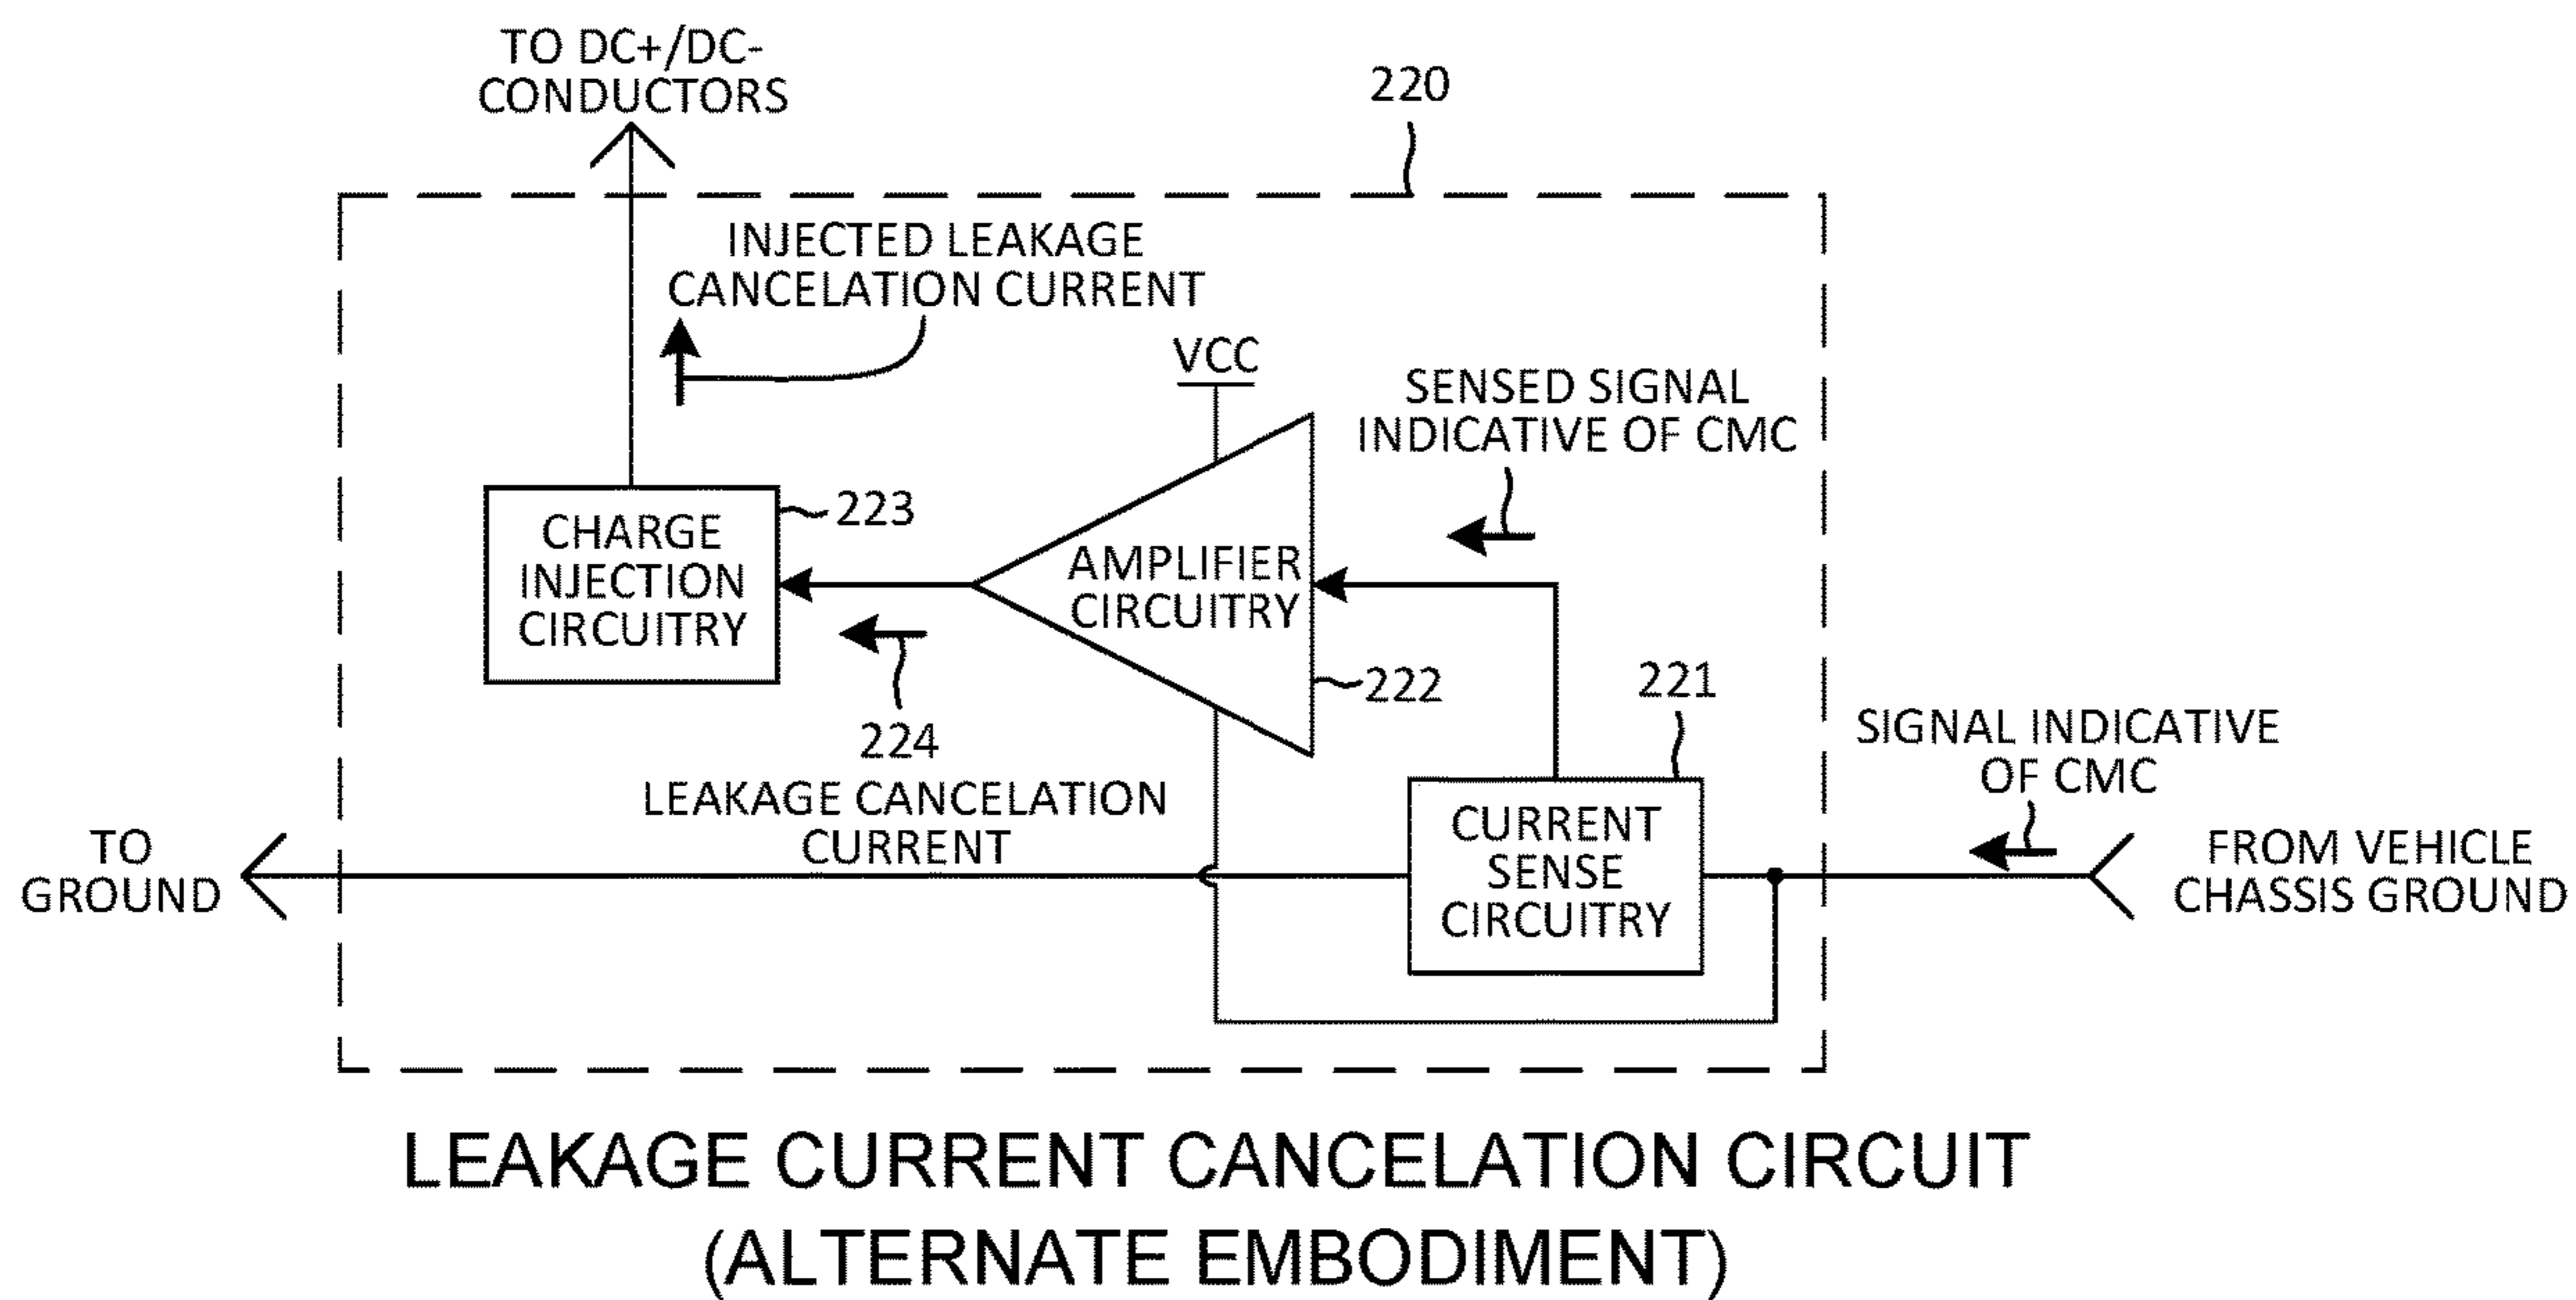 TO DC+/DC-
CONDUCTORS
220
INJECTED LEAKAGE
CANCELATION CURRENT
VCC
SENSED SIGNAL
INDICATIVE OF CMC
CHARGE
INJECTION
CIRCUITRY
223
AMPLIFIER
CIRCUITRY
222
224
LEAKAGE CANCELATION
CURRENT
221
CURRENT
SENSE
CIRCUITRY
SIGNAL INDICATIVE
OF CMC
TO
GROUND
FROM VEHICLE
CHASSIS GROUND
LEAKAGE CURRENT CANCELATION CIRCUIT
(ALTERNATE EMBODIMENT)